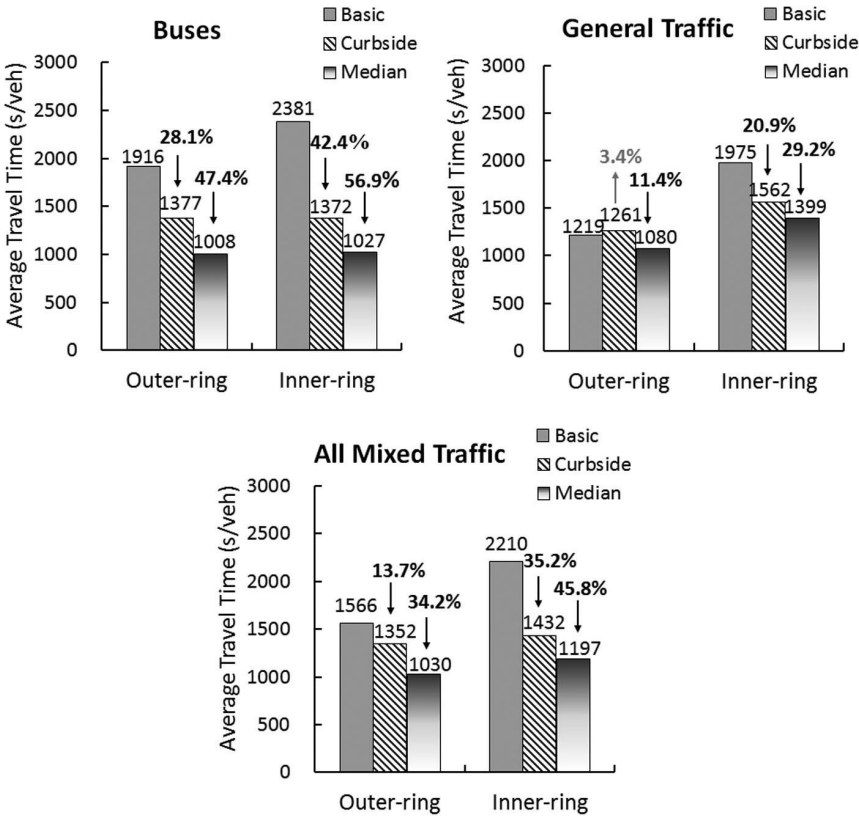 Buses
Basic
Curbside
Median
Average Travel Time (s/veh)
3000
2500
2000
1500
1000
500
0
1916
28.1%
1377
47.4%
1008
2381
42.4%
1372
56.9%
1027
Outer-ring
Inner-ring
General Traffic
Basic
Curbside
Median
Average Travel Time (s/veh)
3000
2500
2000
1500
1000
500
0
1219
3.4%
1261
11.4%
1080
1975
20.9%
1562
29.2%
1399
Outer-ring
Inner-ring
All Mixed Traffic
Basic
Curbside
Median
Average Travel Time (s/veh)
3000
2500
2000
1500
1000
500
0
1566
13.7%
1352
34.2%
1030
2210
35.2%
1432
45.8%
1197
Outer-ring
Inner-ring